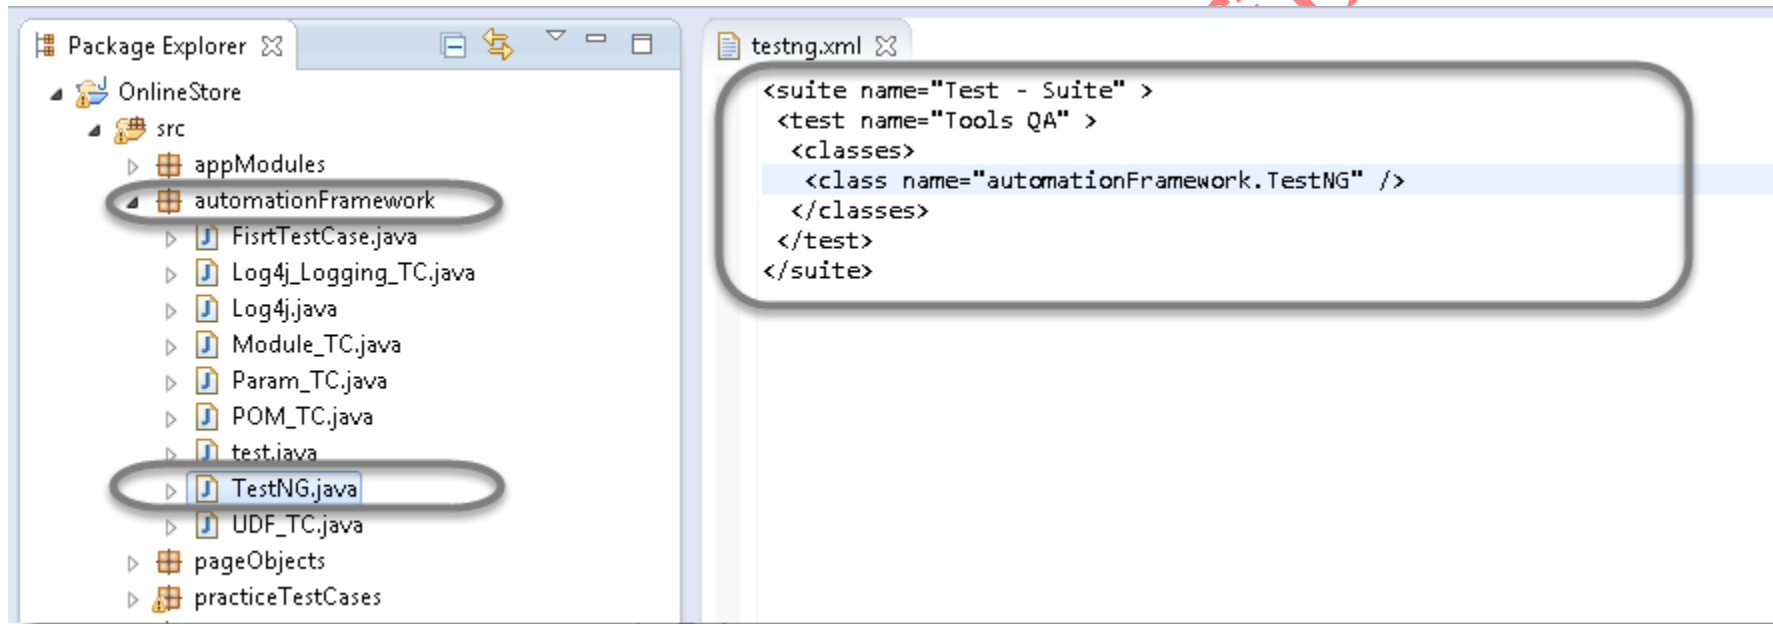 Package Explorer
OnlineStore
src
appModules
automationFramework
FisrtTestCase.java
Log4j_Logging_TC.java
Log4j.java
Module_TC.java
Param_TC.java
POM_TC.java
test.java
TestNG.java
UDF_TC.java
pageObjects
practiceTestCases
testng.xml
<suite name="Test - Suite" >
<test name="Tools QA" >
<classes>
<class name="automationFramework.TestNG" />
</classes>
</test>
</suite>